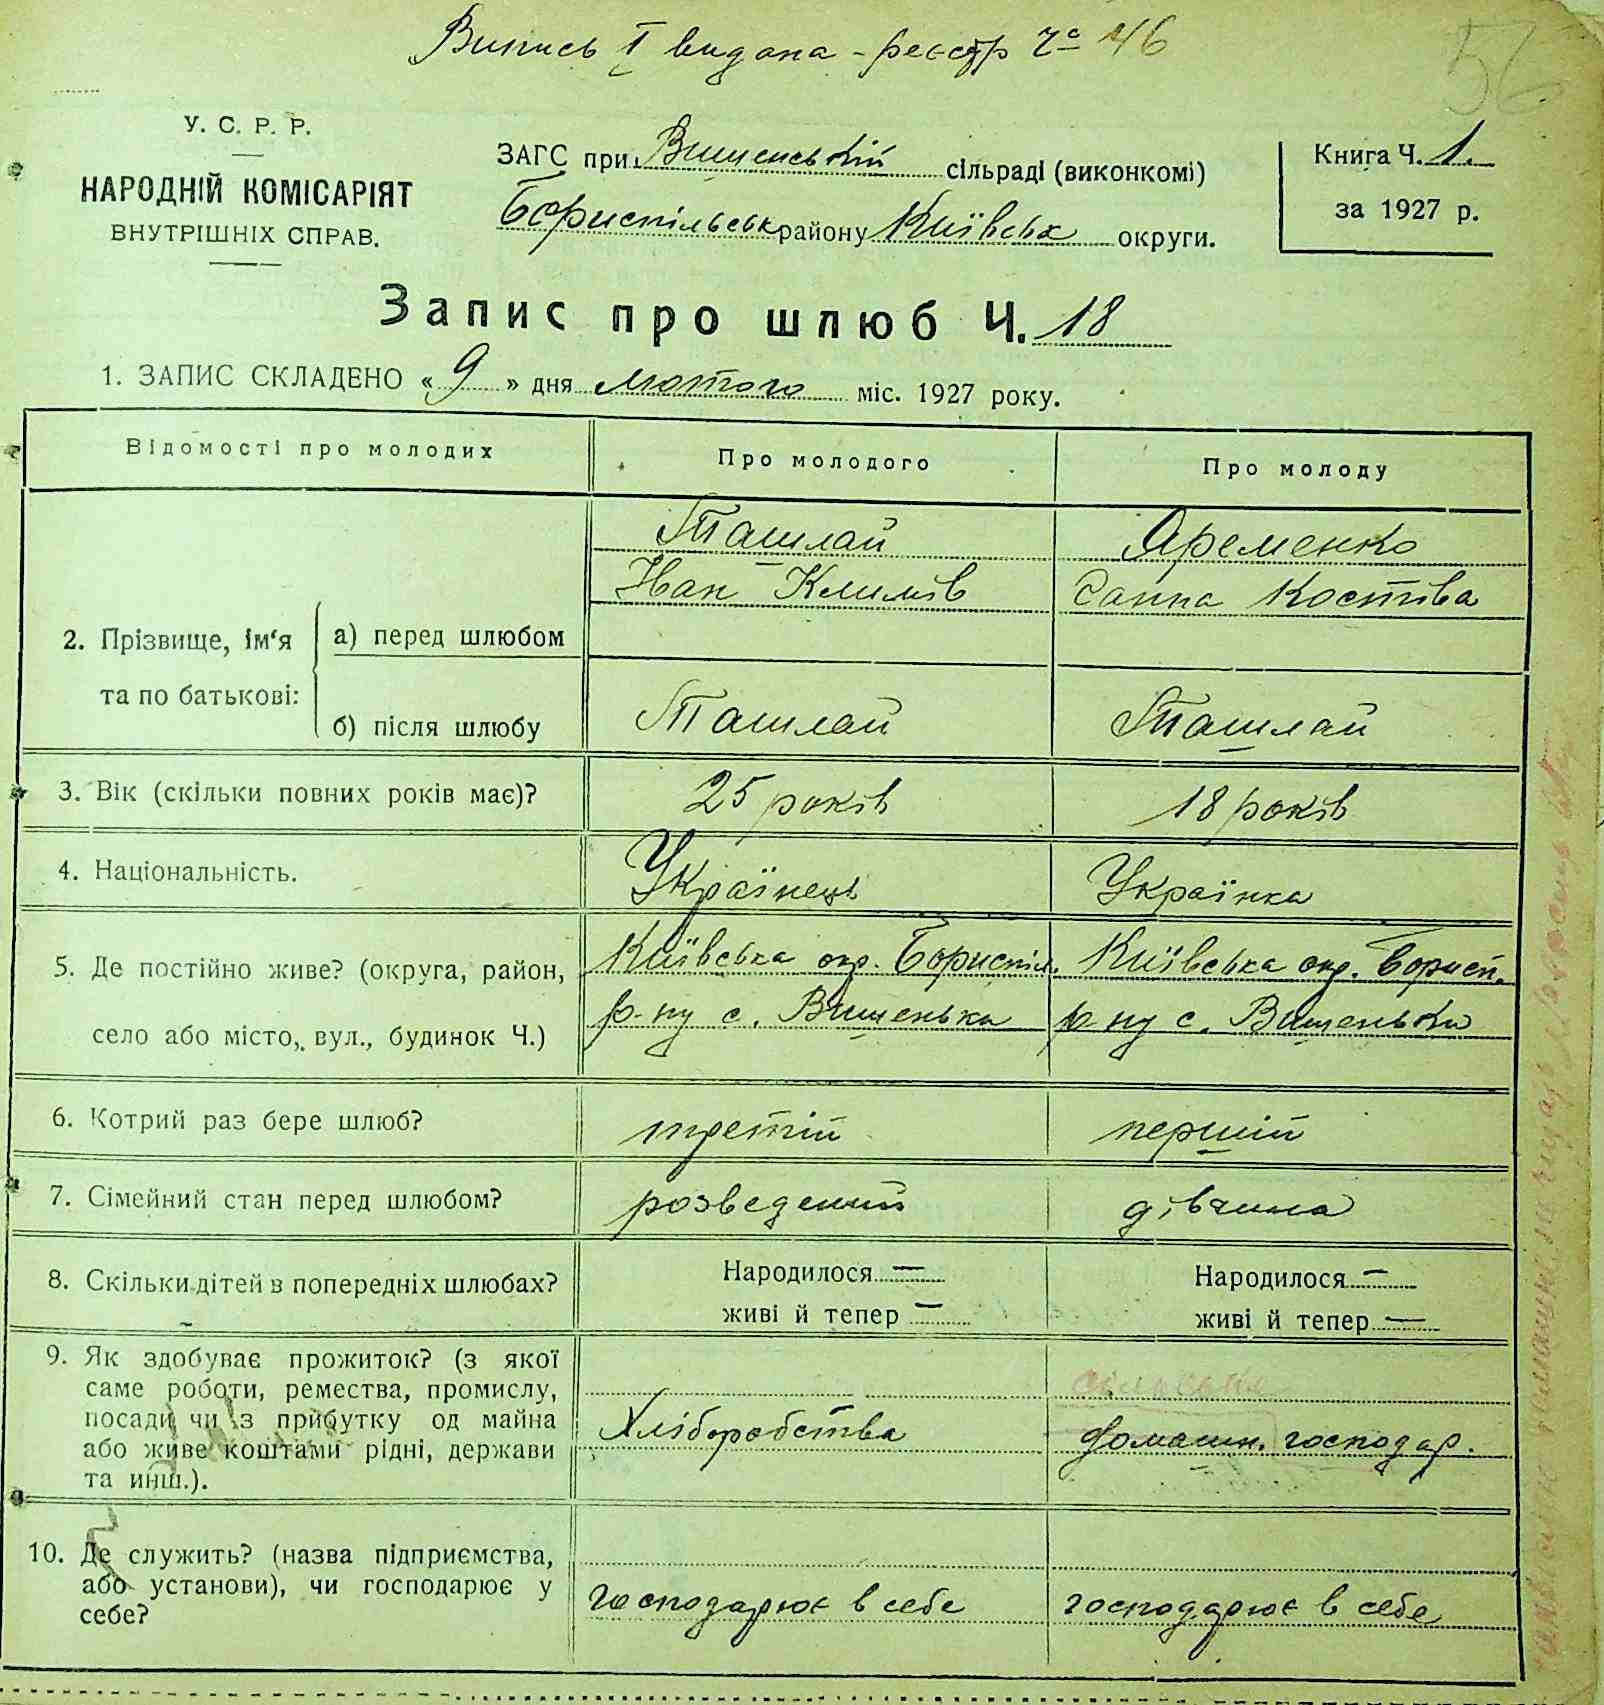 Випись І видана - реєстр Ч 46
56
У. С. Р. Р.
НАРОДНІЙ КОМІСАРІЯТ
ВНУТРІШНІХ СПРАВ.
ЗАГС при Вишенській сільраді (виконкомі)
Бориспільськ району Київськ округи.
Книга Ч. 1.
за 1927 р.
Запис про шлюб Ч. 18
1. ЗАПИС СКЛАДЕНО « 9 » дня лютого міс. 1927 року.
Відомості про молодих
Про молодого
Про молоду
2. Прізвище, ім'я та по батькові:
а) перед шлюбом
Ташлай
Іван Климів
Яременко
Ганна Костівна
б) після шлюбу
Ташлай
Ташлай
3. Вік (скільки повних років має)?
25 років
18 років
4. Національність.
Українець
Українка
5. Де постійно живе? (округа, район,
село або місто, вул., будинок Ч.)
Київська окр. Бориспіл.
р-ну с. Вишеньки
Київська окр. Борисп.
р-ну с. Вишеньки
6. Котрий раз бере шлюб?
третій
перший
7. Сімейний стан перед шлюбом?
розведений
дівчина
8. Скільки дітей в попередніх шлюбах?
Народилося —
живі й тепер —
Народилося —
живі й тепер —
9. Як здобуває прожиток? (з якої
саме роботи, ремества, промислу,
посади чи з прибутку од майна
або живе коштами рідні, держави
та инш.).
Хліборобства
домашн. господар.
10. Де служить? (назва підприємства,
або установи), чи господарює у
себе?
господарює в себе
господарює в себе